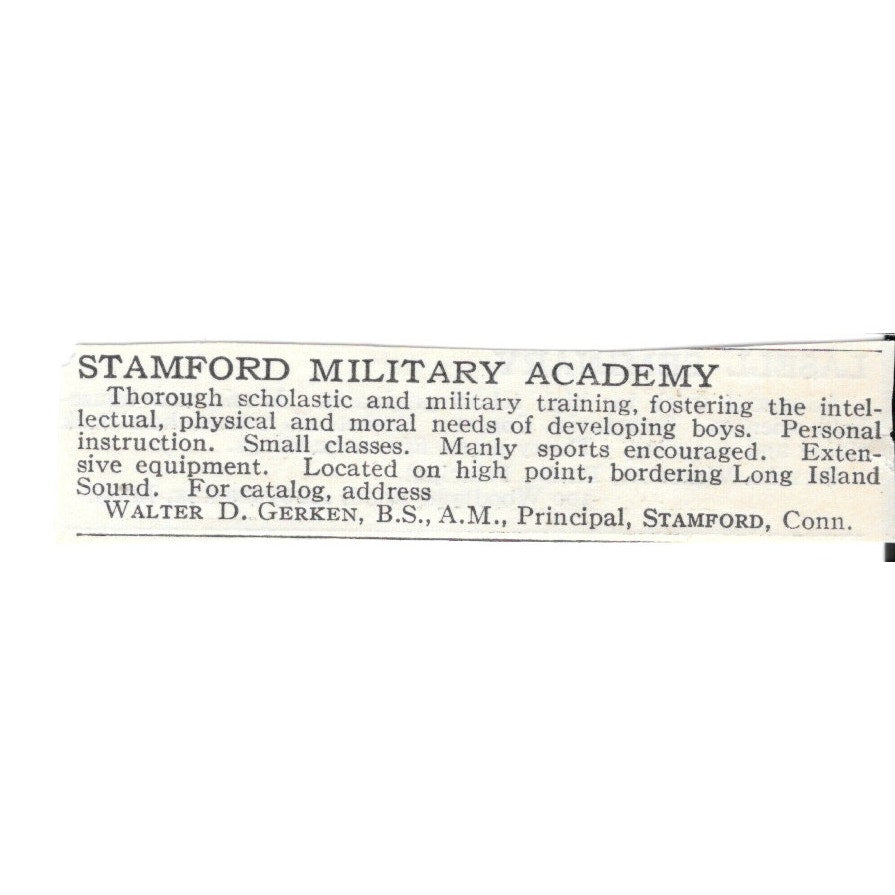 STAMFORD MILITARY ACADEMY
Thorough scholastic and military training, fostering the intel-
lectual, physical and moral needs of developing boys. Personal
instruction. Small classes. Manly sports encouraged. Exten-
sive equipment. Located on high point, bordering Long Island
Sound. For catalog, address
WALTER D. GERKEN, B.S., A.M., Principal, STAMFORD, Conn.